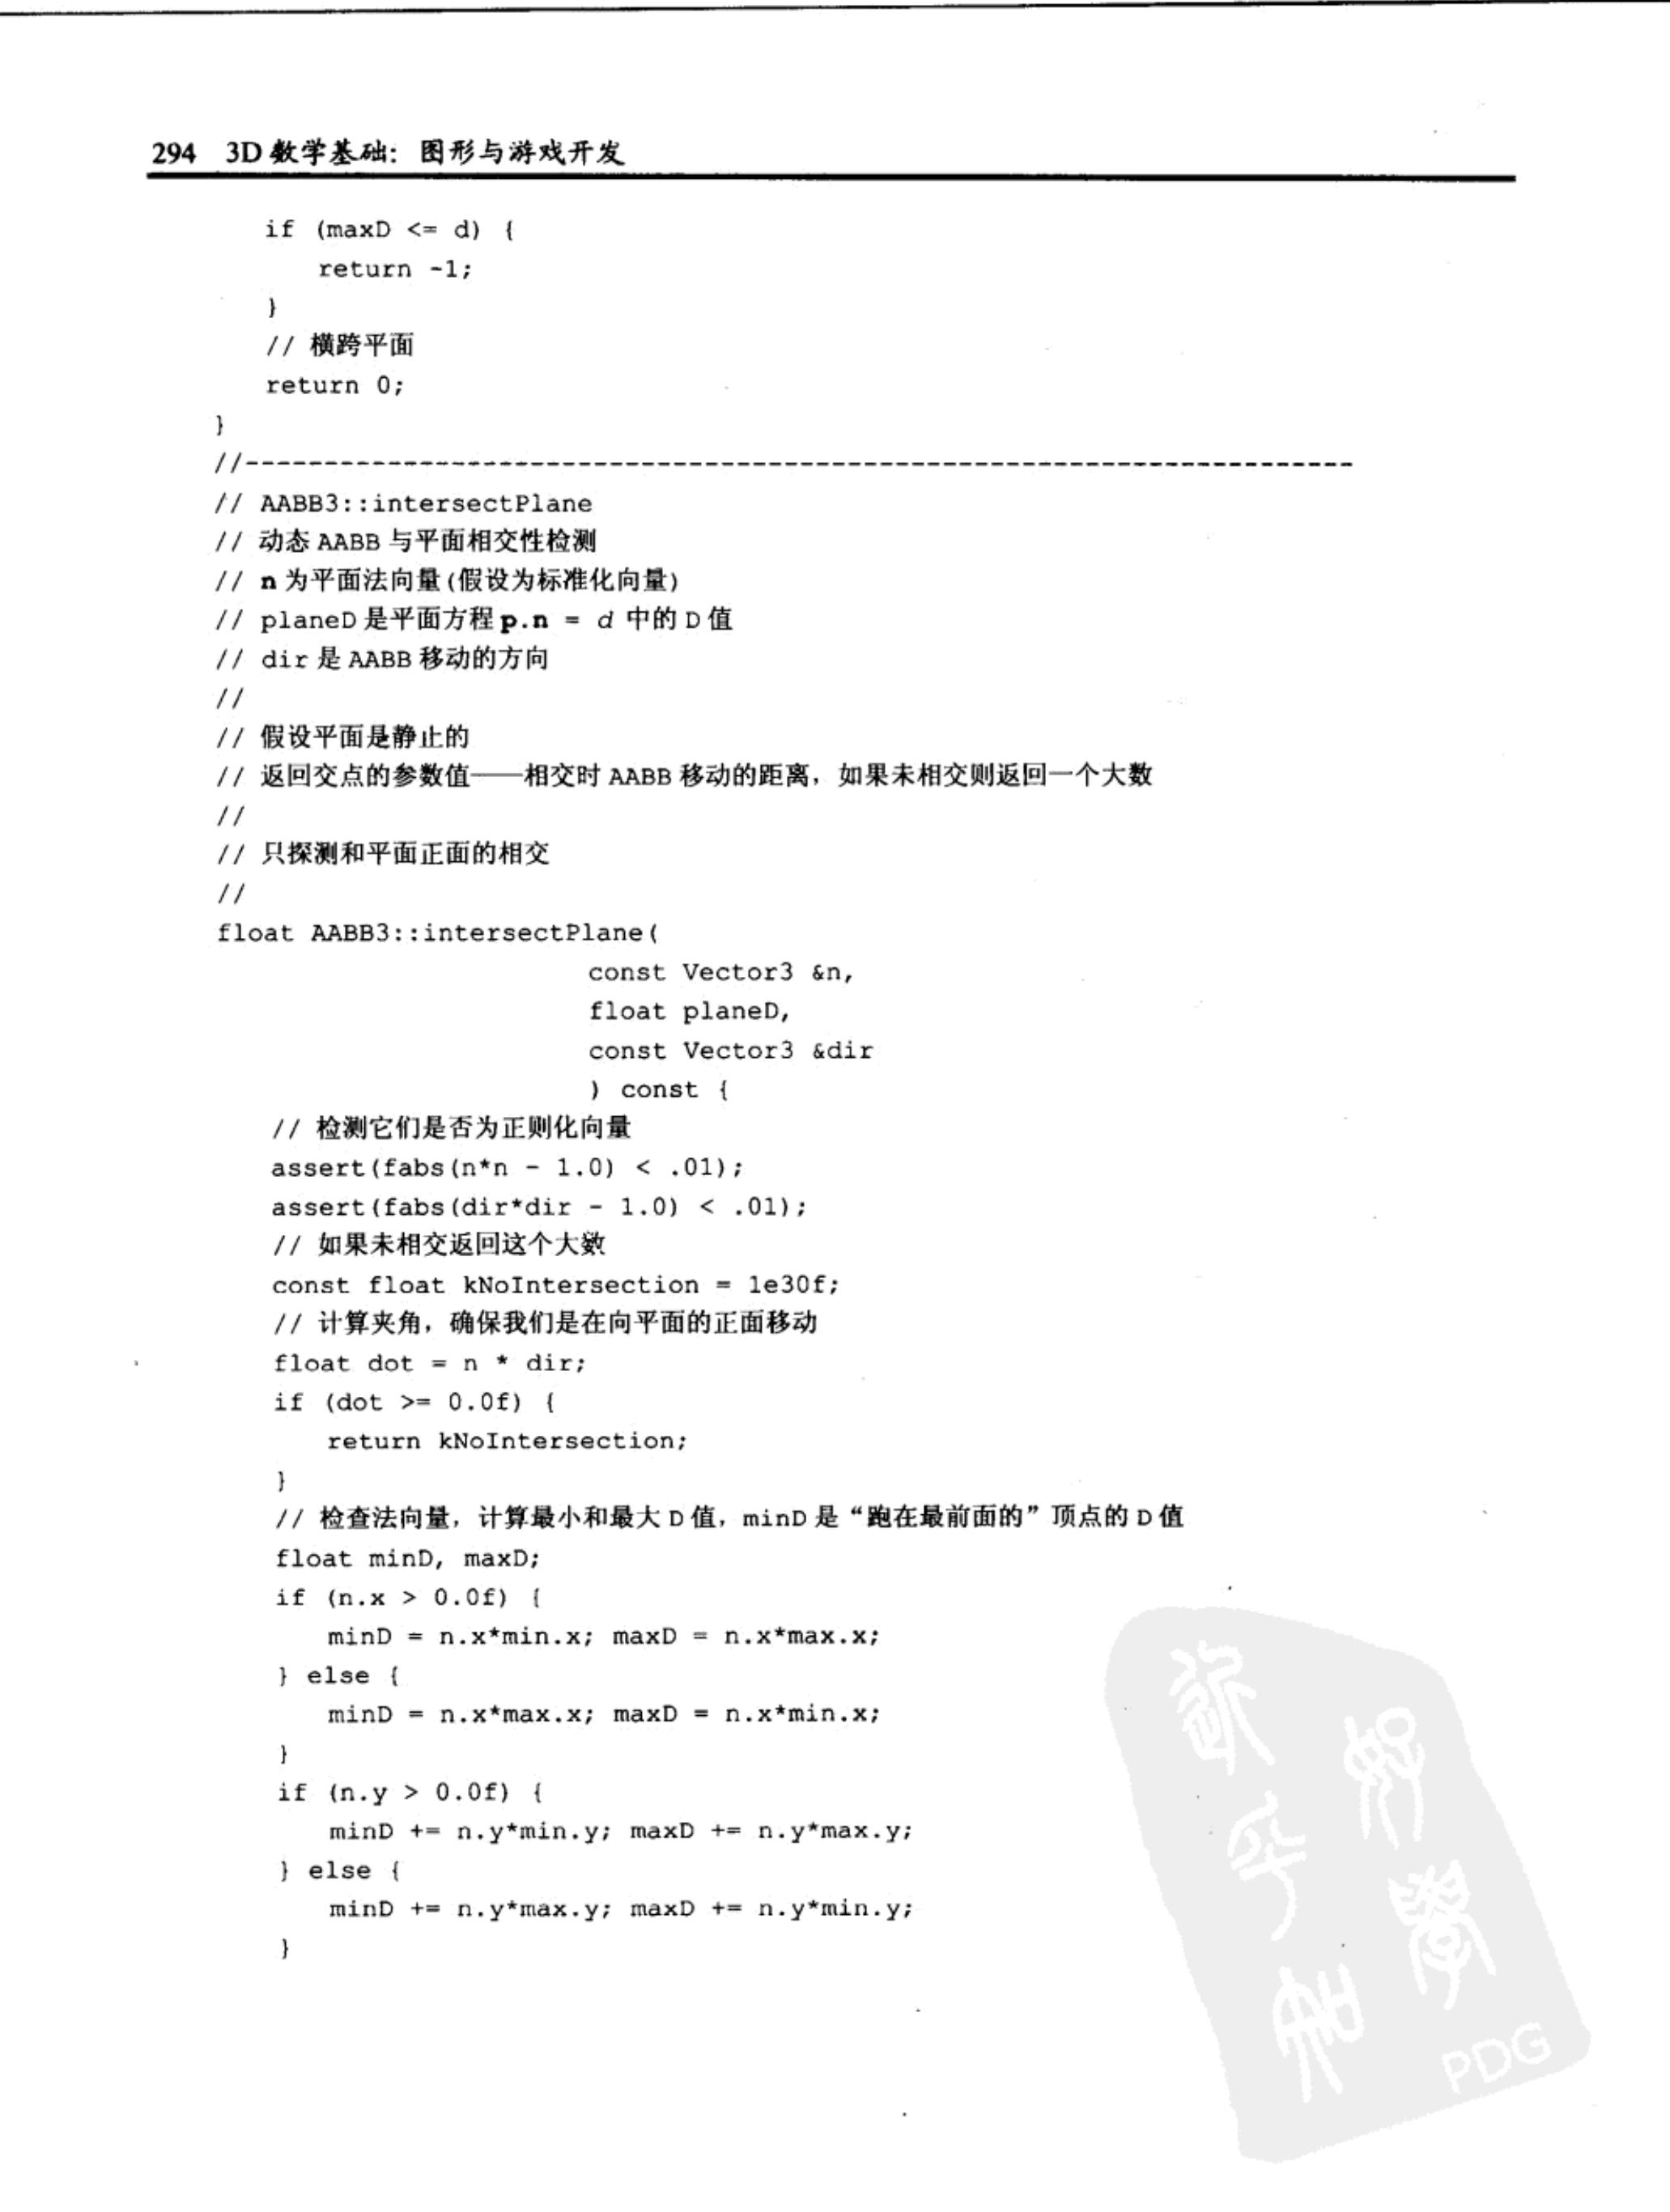 294 3D 数学基础：图形与游戏开发
if (maxD <= d) {
return -1;
}
// 横跨平面
return 0;
}
//----------------------------------------------------------------------
// AABB3::intersectPlane
// 动态 AABB 与平面相交性检测
// n 为平面法向量(假设为标准化向量)
// planeD 是平面方程 p.n = d 中的 D 值
// dir 是 AABB 移动的方向
//
// 假设平面是静止的
// 返回交点的参数值——相交时 AABB 移动的距离，如果未相交则返回一个大数
//
// 只探测和平面正面的相交
//
float AABB3::intersectPlane(
const Vector3 &n,
float planeD,
const Vector3 &dir
) const {
// 检测它们是否为正则化向量
assert(fabs(n*n - 1.0) < .01);
assert(fabs(dir*dir - 1.0) < .01);
// 如果未相交返回这个大数
const float kNoIntersection = 1e30f;
// 计算夹角，确保我们是在向平面的正面移动
float dot = n * dir;
if (dot >= 0.0f) {
return kNoIntersection;
}
// 检查法向量，计算最小和最大 D 值，minD 是“跑在最前面的”顶点的 D 值
float minD, maxD;
if (n.x > 0.0f) {
minD = n.x*min.x; maxD = n.x*max.x;
} else {
minD = n.x*max.x; maxD = n.x*min.x;
}
if (n.y > 0.0f) {
minD += n.y*min.y; maxD += n.y*max.y;
} else {
minD += n.y*max.y; maxD += n.y*min.y;
}
PDG